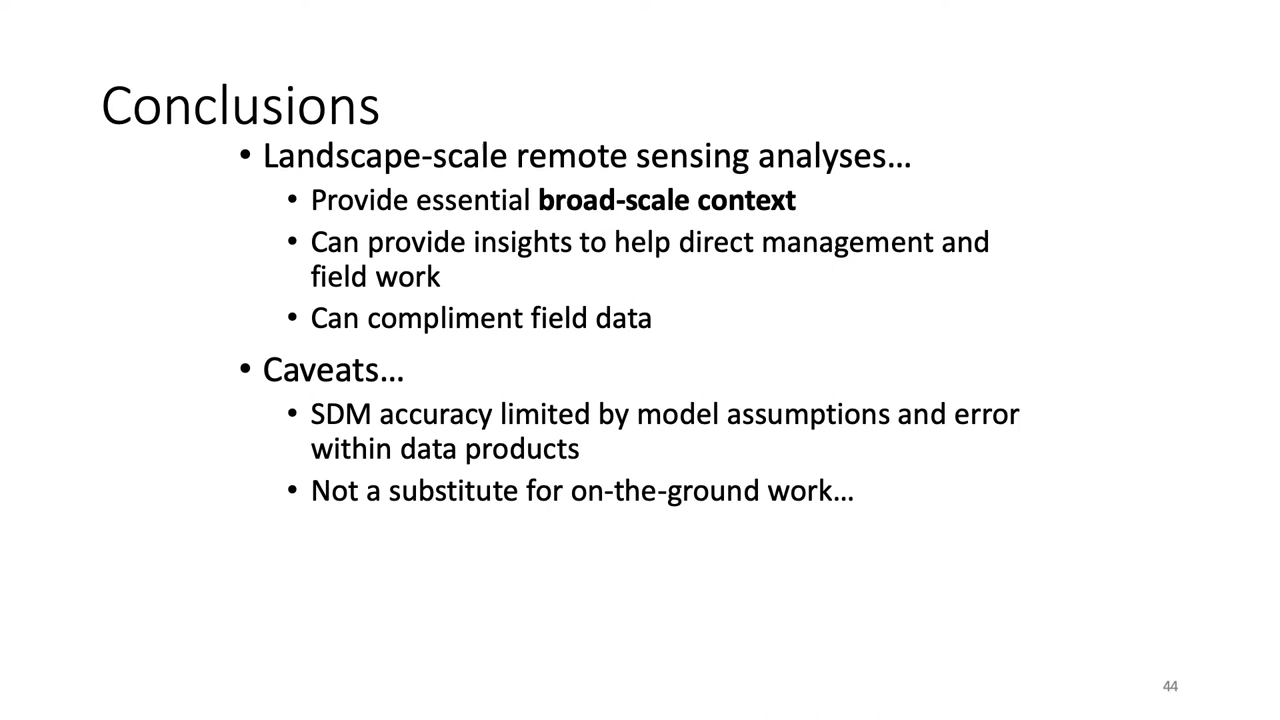 Conclusions
• Landscape-scale remote sensing analyses…
• Provide essential broad-scale context
• Can provide insights to help direct management and
field work
• Can compliment field data
• Caveats…
• SDM accuracy limited by model assumptions and error
within data products
• Not a substitute for on-the-ground work…
44